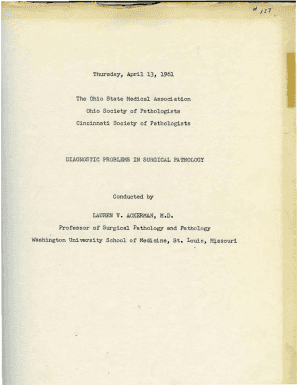 # 137
Thursday, April 13, 1961
The Ohio State Medical Association
Ohio Society of Pathologists
Cincinnati Society of Pathologists
DIAGNOSTIC PROBLEMS IN SURGICAL PATHOLOGY
Conducted by
LAUREN V. ACKERMAN, M.D.
Professor of Surgical Pathology and Pathology
Washington University School of Medicine, St. Louis, Missouri